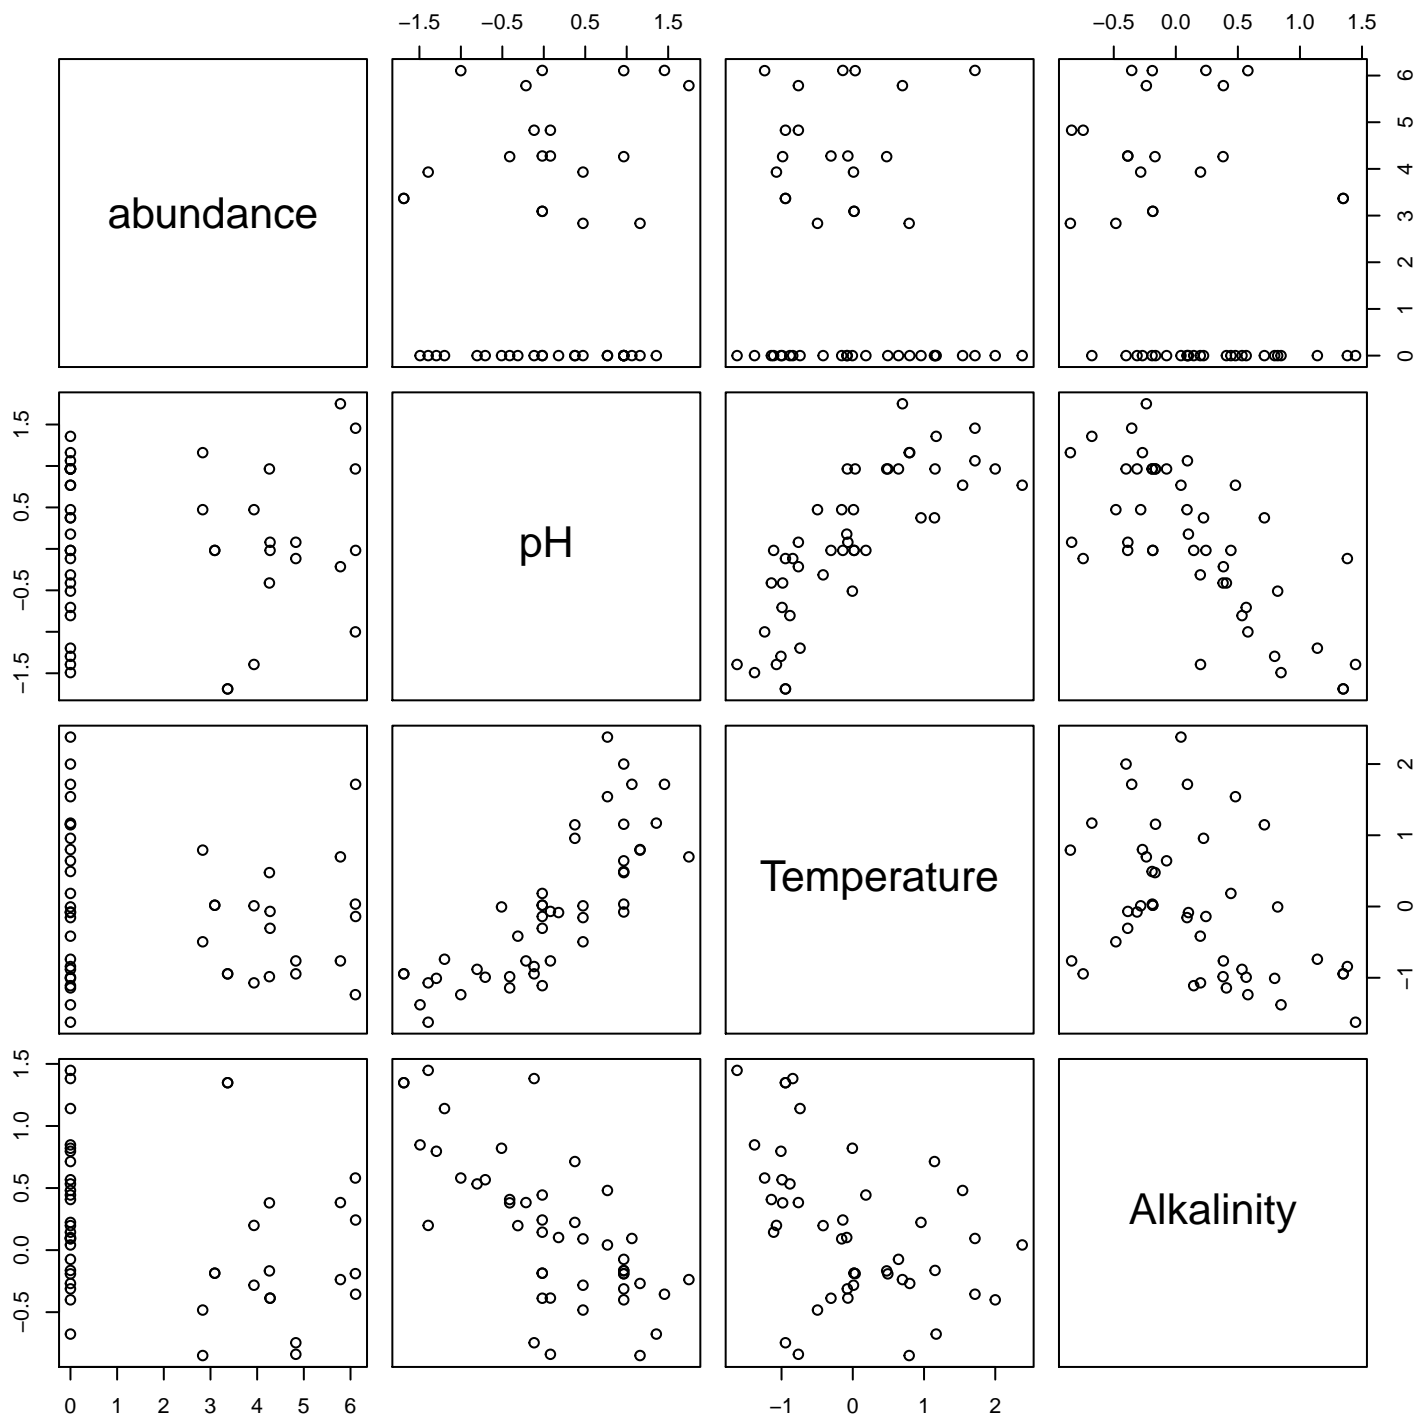 −1.5 −0.5 0.5 1.5 −0.5 0.0 0.5 1.0 1.5
abundance
0 1 2 3 4 5 6
−1.5 −0.5 0.5 1.5
pH
Temperature
−1 0 1 2
−0.5 0.0 0.5 1.0 1.5
Alkalinity
0 1 2 3 4 5 6 −1 0 1 2